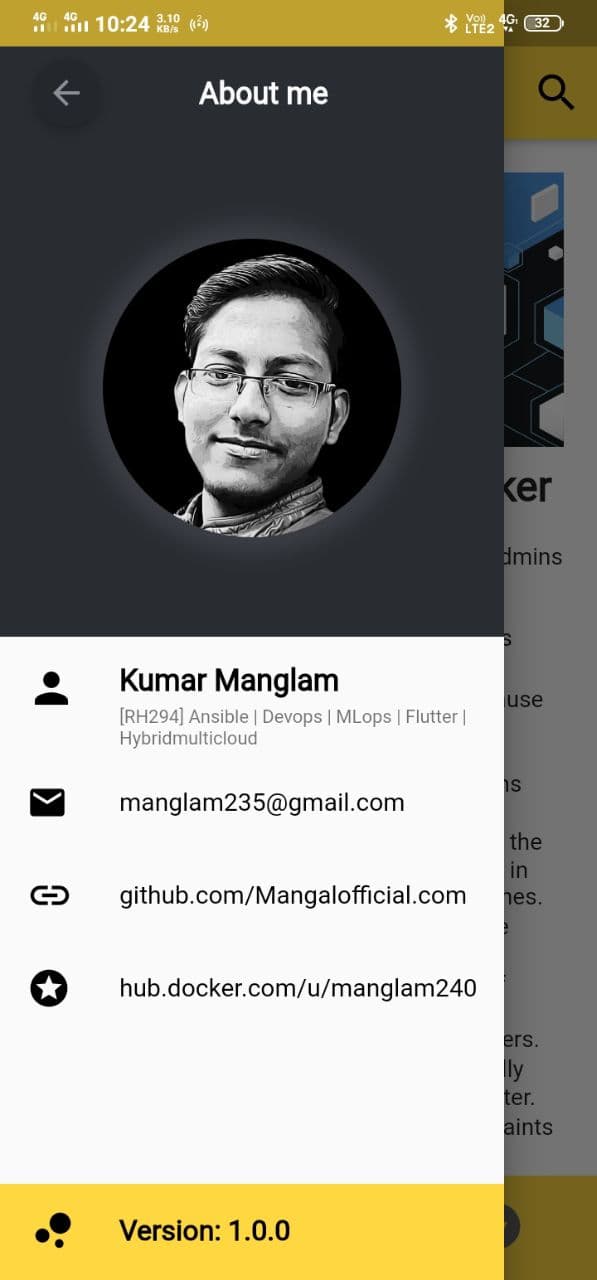 4G 4G 10:24 3.10 KB/s Vo)) LTE2 4G 32
About me
Kumar Manglam
[RH294] Ansible | Devops | MLops | Flutter |
Hybridmulticloud
manglam235@gmail.com
github.com/Mangalofficial.com
hub.docker.com/u/manglam240
Version: 1.0.0
ker
dmins
s
use
ns
the
in
nes.
e
ers.
lly
ter.
aints